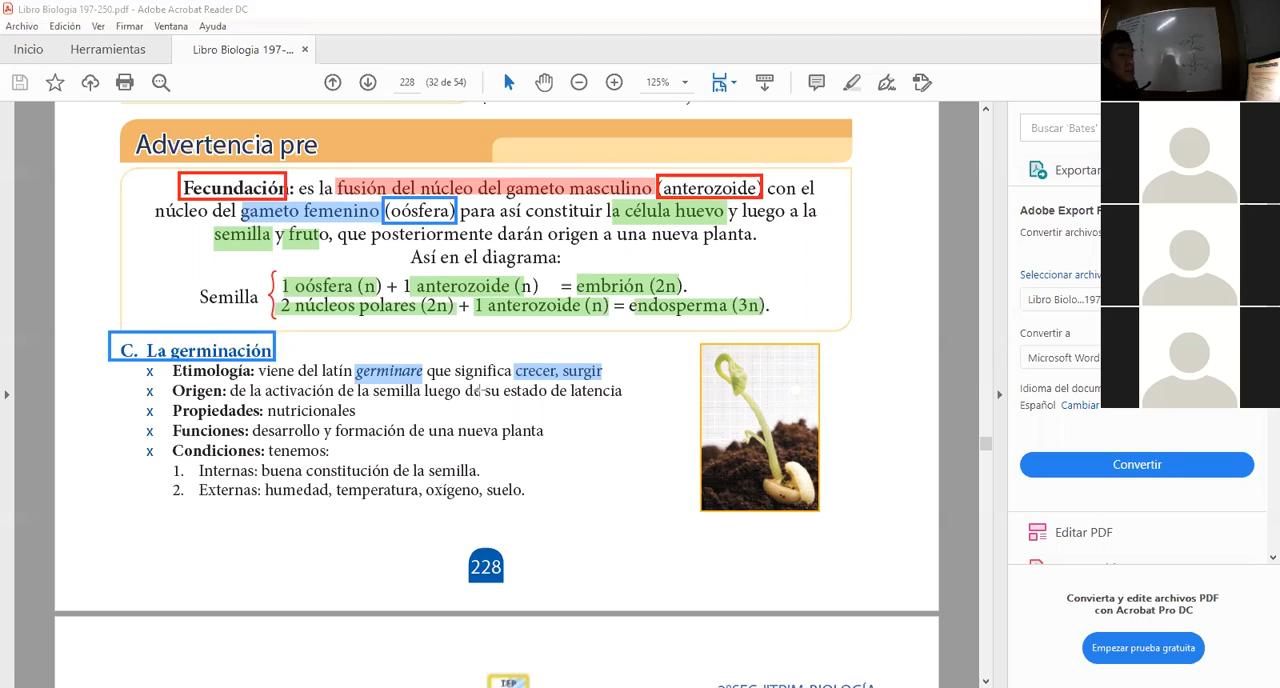 Libro Biologia 197-250.pdf - Adobe Acrobat Reader DC
Archivo Edición Ver Firmar Ventana Ayuda
Inicio Herramientas Libro Biologia 197-... ×
228 (32 de 54) 125%
Advertencia pre
Fecundación: es la fusión del núcleo del gameto masculino (anterozoide) con el
núcleo del gameto femenino (oósfera) para así constituir la célula huevo y luego a la
semilla y fruto, que posteriormente darán origen a una nueva planta.
Así en el diagrama:
Semilla
1 oósfera (n) + 1 anterozoide (n) = embrión (2n).
2 núcleos polares (2n) + 1 anterozoide (n) = endosperma (3n).
C. La germinación
x Etimología: viene del latín germinare que significa crecer, surgir
x Origen: de la activación de la semilla luego de su estado de latencia
x Propiedades: nutricionales
x Funciones: desarrollo y formación de una nueva planta
x Condiciones: tenemos:
1. Internas: buena constitución de la semilla.
2. Externas: humedad, temperatura, oxígeno, suelo.
228
Buscar 'Bates'
Exportar
Adobe Export
Convertir archivos
Seleccionar archiv
Libro Biolo...197
Convertir a
Microsoft Word
Idioma del docum
Español Cambiar
Convertir
Editar PDF
Convierta y edite archivos PDF
con Acrobat Pro DC
Empezar prueba gratuita